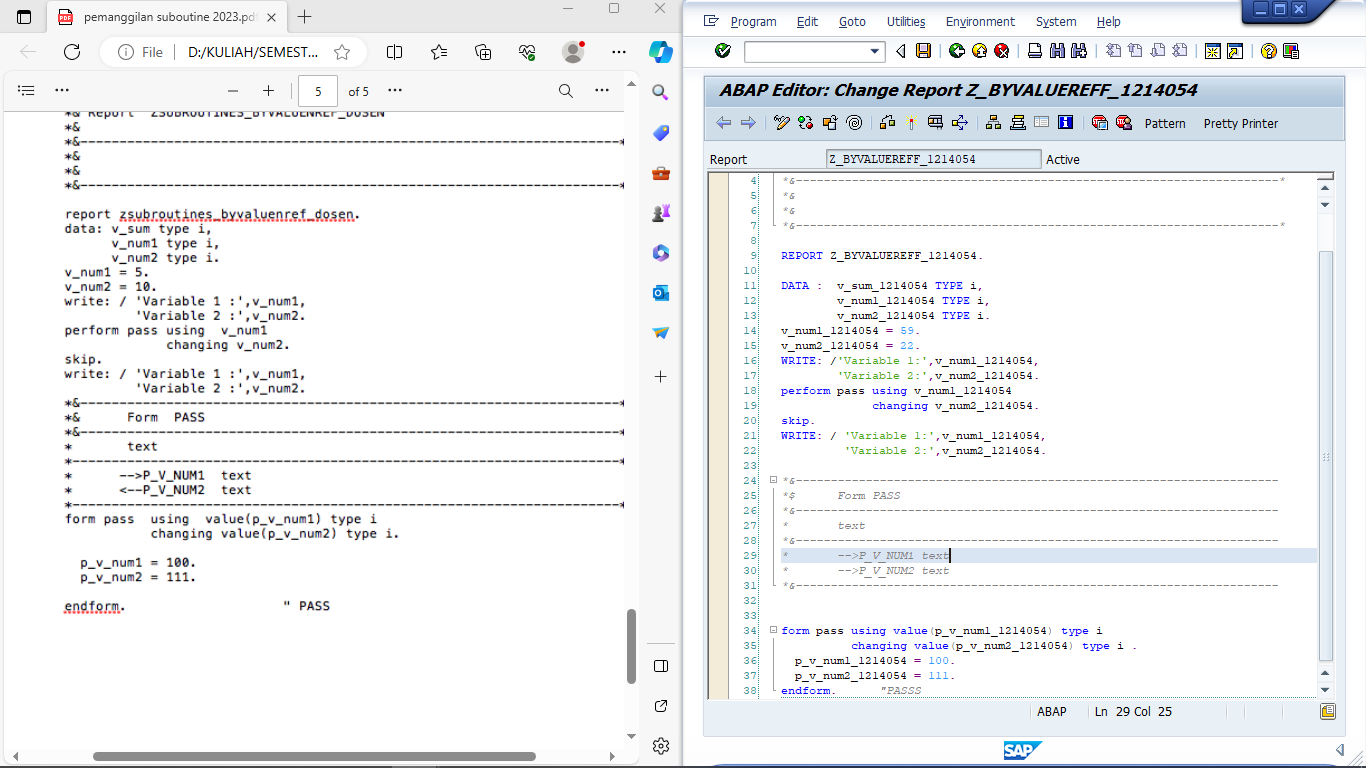 pemanggilan suboutine 2023.pdf
File
D:/KULIAH/SEMEST...
5
of 5
*& Report ZSUBROUTINES_BYVALUENREF_DOSEN
*&
*&---------------------------------------------------------------------*
*&
*&
*&---------------------------------------------------------------------*
report zsubroutines_byvaluenref_dosen.
data: v_sum type i,
v_num1 type i,
v_num2 type i.
v_num1 = 5.
v_num2 = 10.
write: / 'Variable 1 :',v_num1,
'Variable 2 :',v_num2.
perform pass using v_num1
changing v_num2.
skip.
write: / 'Variable 1 :',v_num1,
'Variable 2 :',v_num2.
*&---------------------------------------------------------------------*
*& Form PASS
*&---------------------------------------------------------------------*
* text
*----------------------------------------------------------------------*
* -->P_V_NUM1 text
* <--P_V_NUM2 text
*----------------------------------------------------------------------*
form pass using value(p_v_num1) type i
changing value(p_v_num2) type i.
p_v_num1 = 100.
p_v_num2 = 111.
endform. " PASS
Program Edit Goto Utilities Environment System Help
ABAP Editor: Change Report Z_BYVALUEREFF_1214054
Pattern Pretty Printer
Report Z_BYVALUEREFF_1214054 Active
4 *&---------------------------------------------------------------------*
5 *&
6 *&
7 *&---------------------------------------------------------------------*
8
9 REPORT Z_BYVALUEREFF_1214054.
10
11 DATA : v_sum_1214054 TYPE i,
12 v_num1_1214054 TYPE i,
13 v_num2_1214054 TYPE i.
14 v_num1_1214054 = 59.
15 v_num2_1214054 = 22.
16 WRITE: /'Variable 1:',v_num1_1214054,
17 'Variable 2:',v_num2_1214054.
18 perform pass using v_num1_1214054
19 changing v_num2_1214054.
20 skip.
21 WRITE: / 'Variable 1:',v_num1_1214054,
22 'Variable 2:',v_num2_1214054.
23
24 *&---------------------------------------------------------------------
25 *$ Form PASS
26 *&---------------------------------------------------------------------
27 * text
28 *&---------------------------------------------------------------------
29 * -->P_V_NUM1 text
30 * -->P_V_NUM2 text
31 *&---------------------------------------------------------------------
32
33
34 form pass using value(p_v_num1_1214054) type i
35 changing value(p_v_num2_1214054) type i .
36 p_v_num1_1214054 = 100.
37 p_v_num2_1214054 = 111.
38 endform. "PASSS
ABAP Ln 29 Col 25
SAP